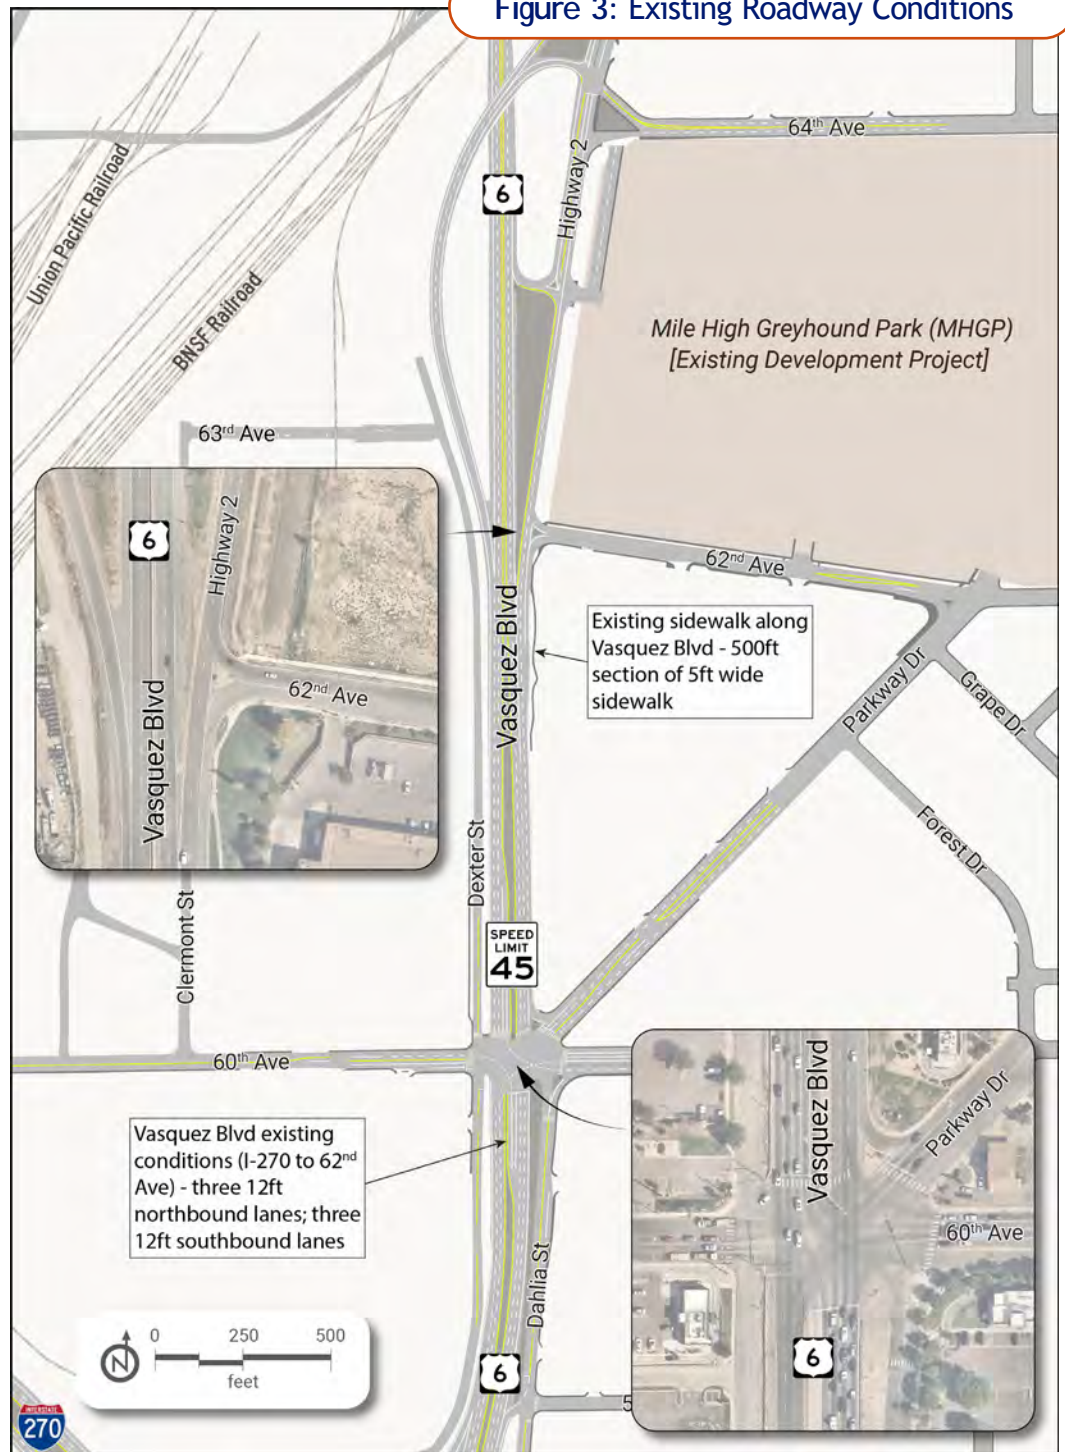 Figure 3: Existing Roadway Conditions
64th Ave
Highway 2
6
Union Pacific Railroad
BNSF Railroad
Mile High Greyhound Park (MHGP)
[Existing Development Project]
63rd Ave
6
Highway 2
62nd Ave
Vasquez Blvd
62nd Ave
Vasquez Blvd
Existing sidewalk along
Vasquez Blvd - 500ft
section of 5ft wide
sidewalk
Parkway Dr
Grape Dr
Forest Dr
Dexter St
Clermont St
SPEED
LIMIT
45
60th Ave
Vasquez Blvd existing
conditions (I-270 to 62nd
Ave) - three 12ft
northbound lanes; three
12ft southbound lanes
Dahlia St
Vasquez Blvd
Parkway Dr
60th Ave
6
6
5
0 250 500
feet
N
INTERSTATE
270